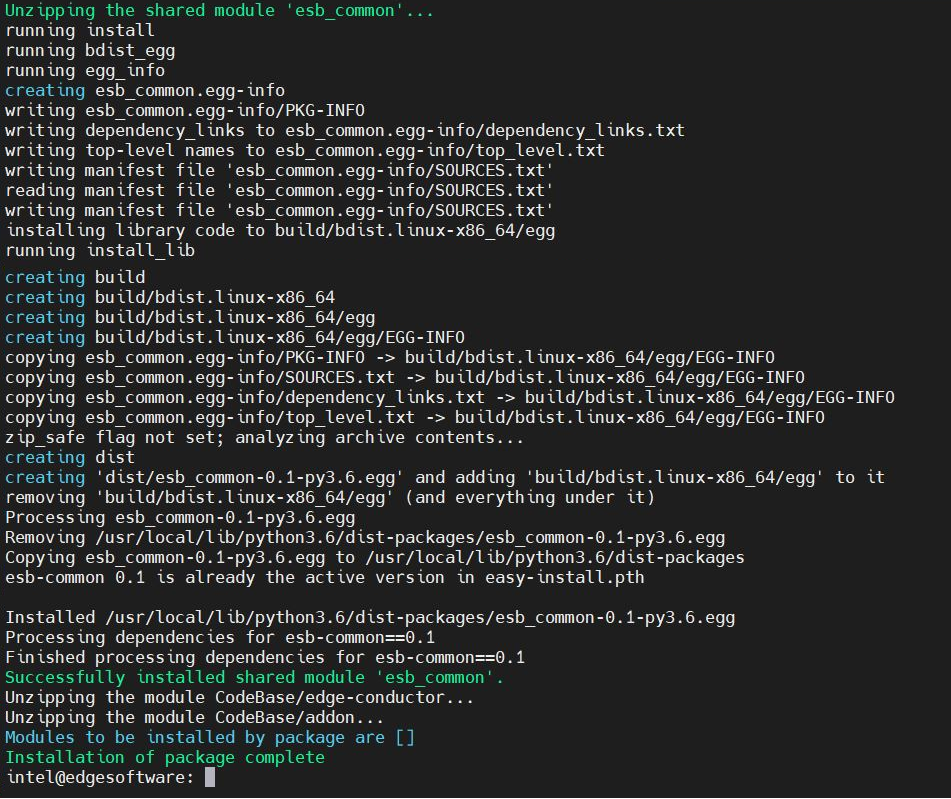 Unzipping the shared module 'esb_common'...
running install
running bdist_egg
running egg_info
creating esb_common.egg-info
writing esb_common.egg-info/PKG-INFO
writing dependency_links to esb_common.egg-info/dependency_links.txt
writing top-level names to esb_common.egg-info/top_level.txt
writing manifest file 'esb_common.egg-info/SOURCES.txt'
reading manifest file 'esb_common.egg-info/SOURCES.txt'
writing manifest file 'esb_common.egg-info/SOURCES.txt'
installing library code to build/bdist.linux-x86_64/egg
running install_lib
creating build
creating build/bdist.linux-x86_64
creating build/bdist.linux-x86_64/egg
creating build/bdist.linux-x86_64/egg/EGG-INFO
copying esb_common.egg-info/PKG-INFO -> build/bdist.linux-x86_64/egg/EGG-INFO
copying esb_common.egg-info/SOURCES.txt -> build/bdist.linux-x86_64/egg/EGG-INFO
copying esb_common.egg-info/dependency_links.txt -> build/bdist.linux-x86_64/egg/EGG-INFO
copying esb_common.egg-info/top_level.txt -> build/bdist.linux-x86_64/egg/EGG-INFO
zip_safe flag not set; analyzing archive contents...
creating dist
creating 'dist/esb_common-0.1-py3.6.egg' and adding 'build/bdist.linux-x86_64/egg' to it
removing 'build/bdist.linux-x86_64/egg' (and everything under it)
Processing esb_common-0.1-py3.6.egg
Removing /usr/local/lib/python3.6/dist-packages/esb_common-0.1-py3.6.egg
Copying esb_common-0.1-py3.6.egg to /usr/local/lib/python3.6/dist-packages
esb-common 0.1 is already the active version in easy-install.pth
Installed /usr/local/lib/python3.6/dist-packages/esb_common-0.1-py3.6.egg
Processing dependencies for esb-common==0.1
Finished processing dependencies for esb-common==0.1
Successfully installed shared module 'esb_common'.
Unzipping the module CodeBase/edge-conductor...
Unzipping the module CodeBase/addon...
Modules to be installed by package are []
Installation of package complete
intel@edgesoftware: